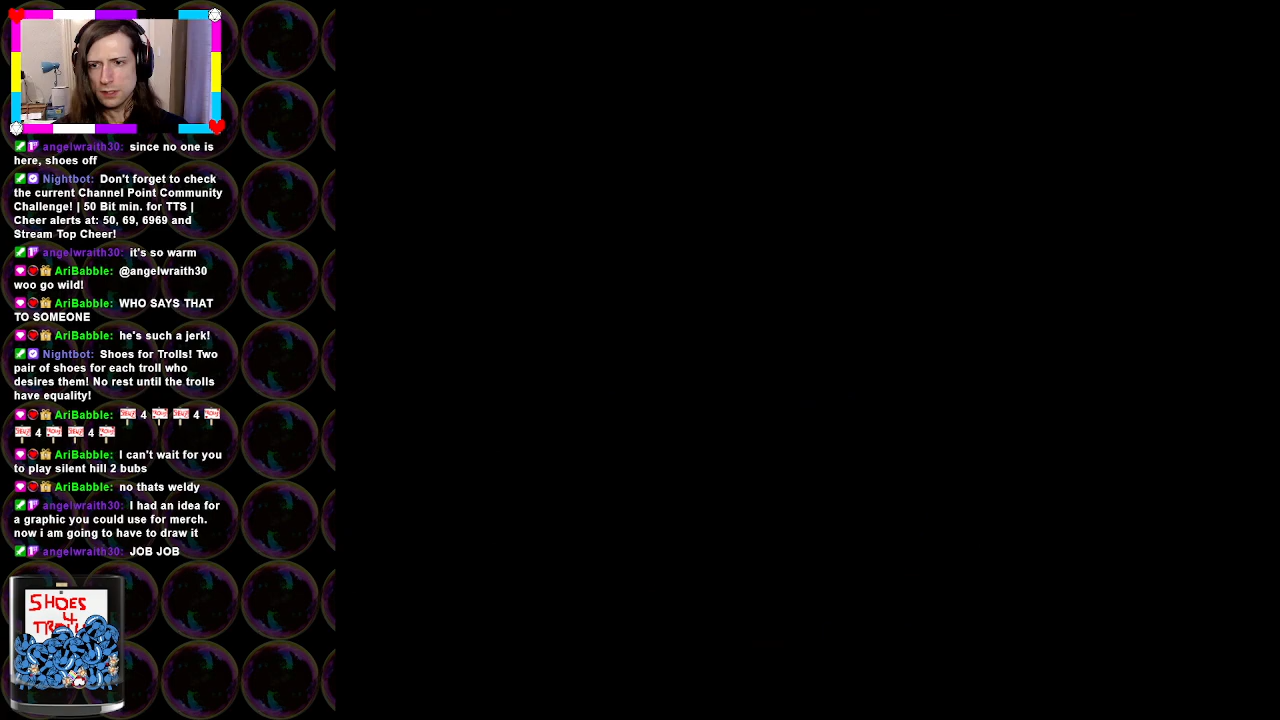 angelwraith30: since no one is
here, shoes off
Nightbot: Don't forget to check
the current Channel Point Community
Challenge! | 50 Bit min. for TTS |
Cheer alerts at: 50, 69, 6969 and
Stream Top Cheer!
angelwraith30: it's so warm
AriBabble: @angelwraith30
woo go wild!
AriBabble: WHO SAYS THAT
TO SOMEONE
AriBabble: he's such a jerk!
Nightbot: Shoes for Trolls! Two
pair of shoes for each troll who
desires them! No rest until the trolls
have equality!
AriBabble: 4 4
4 4
AriBabble: I can't wait for you
to play silent hill 2 bubs
AriBabble: no thats weldy
angelwraith30: I had an idea for
a graphic you could use for merch.
now i am going to have to draw it
angelwraith30: JOB JOB
SHOES
4